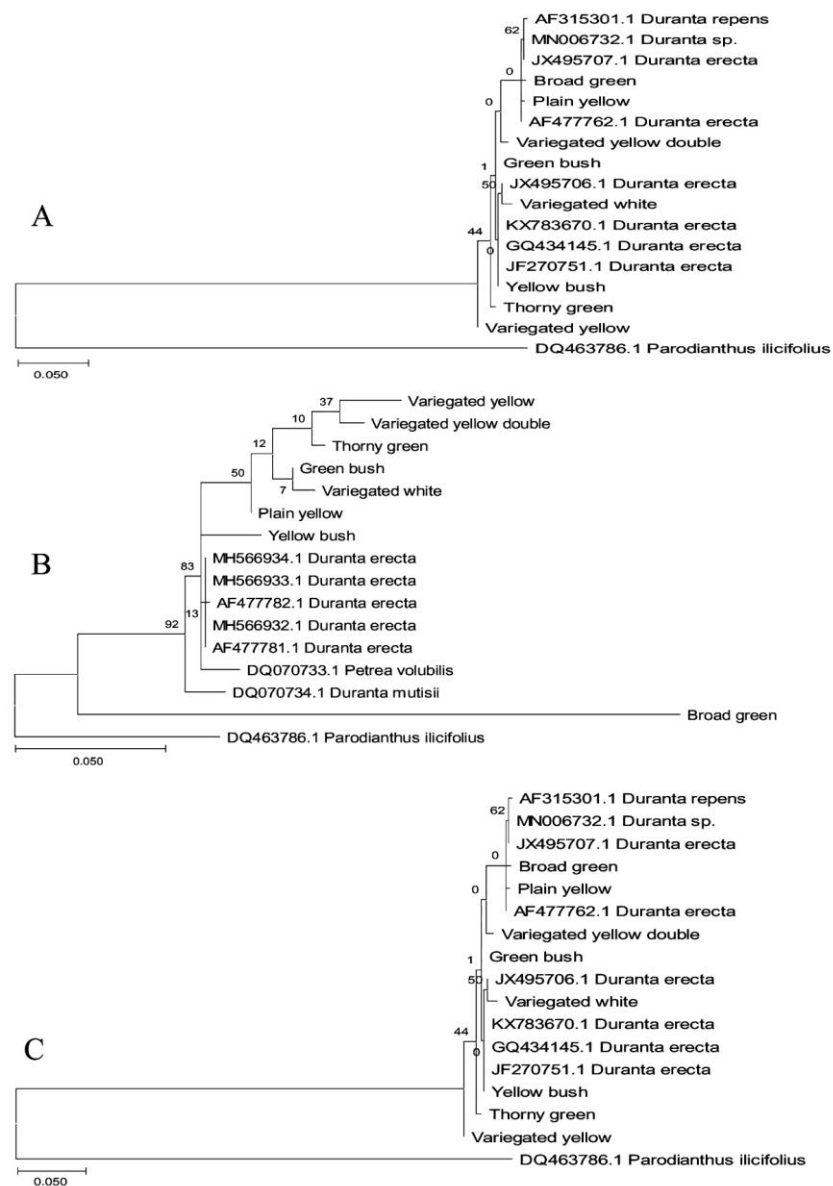 AF315301.1 Duranta repens
62
MN006732.1 Duranta sp.
JX495707.1 Duranta erecta
0
Broad green
0
Plain yellow
AF477762.1 Duranta erecta
Variegated yellow double
1
Green bush
50
JX495706.1 Duranta erecta
A
Variegated white
44
KX783670.1 Duranta erecta
0
GQ434145.1 Duranta erecta
JF270751.1 Duranta erecta
Yellow bush
Thorny green
Variegated yellow
DQ463786.1 Parodianthus ilicifolius
0.050
37
Variegated yellow
10
Variegated yellow double
12
Thorny green
50
Green bush
7
Variegated white
Plain yellow
Yellow bush
B
83
MH566934.1 Duranta erecta
MH566933.1 Duranta erecta
13
AF477782.1 Duranta erecta
92
MH566932.1 Duranta erecta
AF477781.1 Duranta erecta
DQ070733.1 Petrea volubilis
DQ070734.1 Duranta mutisii
Broad green
DQ463786.1 Parodianthus ilicifolius
0.050
AF315301.1 Duranta repens
62
MN006732.1 Duranta sp.
JX495707.1 Duranta erecta
0
Broad green
0
Plain yellow
AF477762.1 Duranta erecta
Variegated yellow double
1
Green bush
50
JX495706.1 Duranta erecta
Variegated white
44
KX783670.1 Duranta erecta
C
0
GQ434145.1 Duranta erecta
JF270751.1 Duranta erecta
Yellow bush
Thorny green
Variegated yellow
DQ463786.1 Parodianthus ilicifolius
0.050